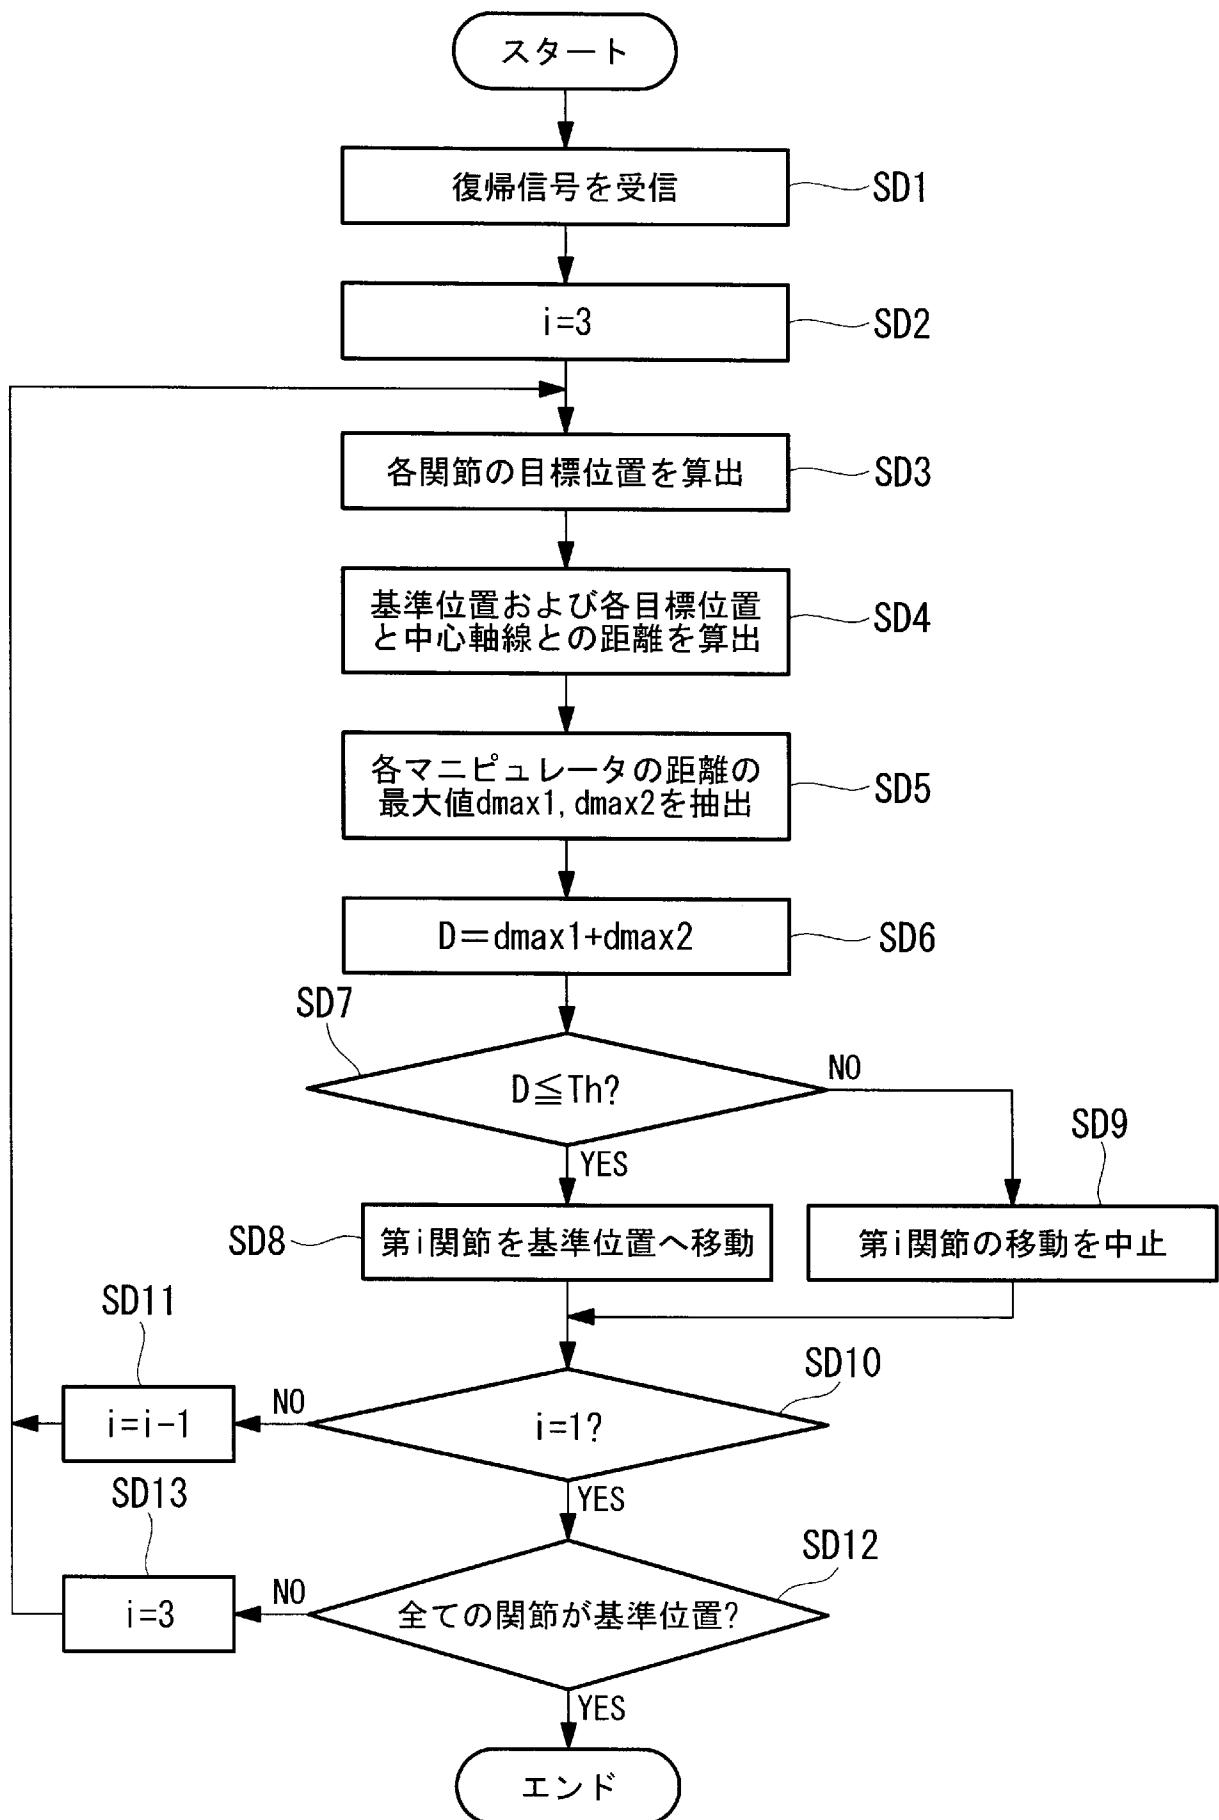 スタート
復帰信号を受信
SD1
i=3
SD2
各関節の目標位置を算出
SD3
基準位置および各目標位置
と中心軸線との距離を算出
SD4
各マニピュレータの距離の
最大値dmax1,dmax2を抽出
SD5
D=dmax1+dmax2
SD6
SD7
D≦Th?
NO
YES
SD8
第i関節を基準位置へ移動
SD9
第i関節の移動を中止
SD10
i=1?
NO
SD11
i=i-1
YES
SD12
全ての関節が基準位置?
NO
SD13
i=3
YES
エンド